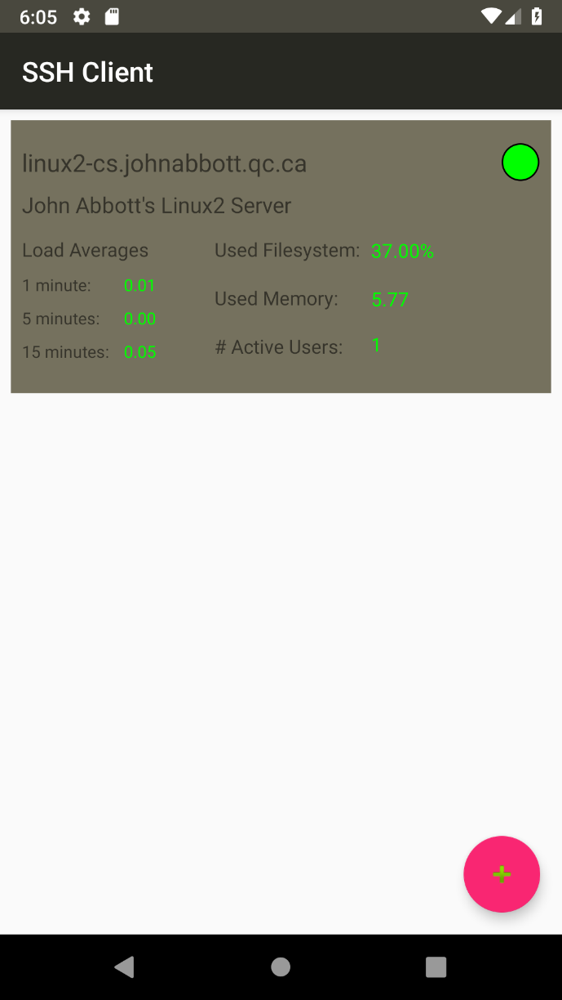 6:05
SSH Client
linux2-cs.johnabbott.qc.ca
John Abbott's Linux2 Server
Load Averages
1 minute: 0.01
5 minutes: 0.00
15 minutes: 0.05
Used Filesystem: 37.00%
Used Memory: 5.77
# Active Users: 1
+